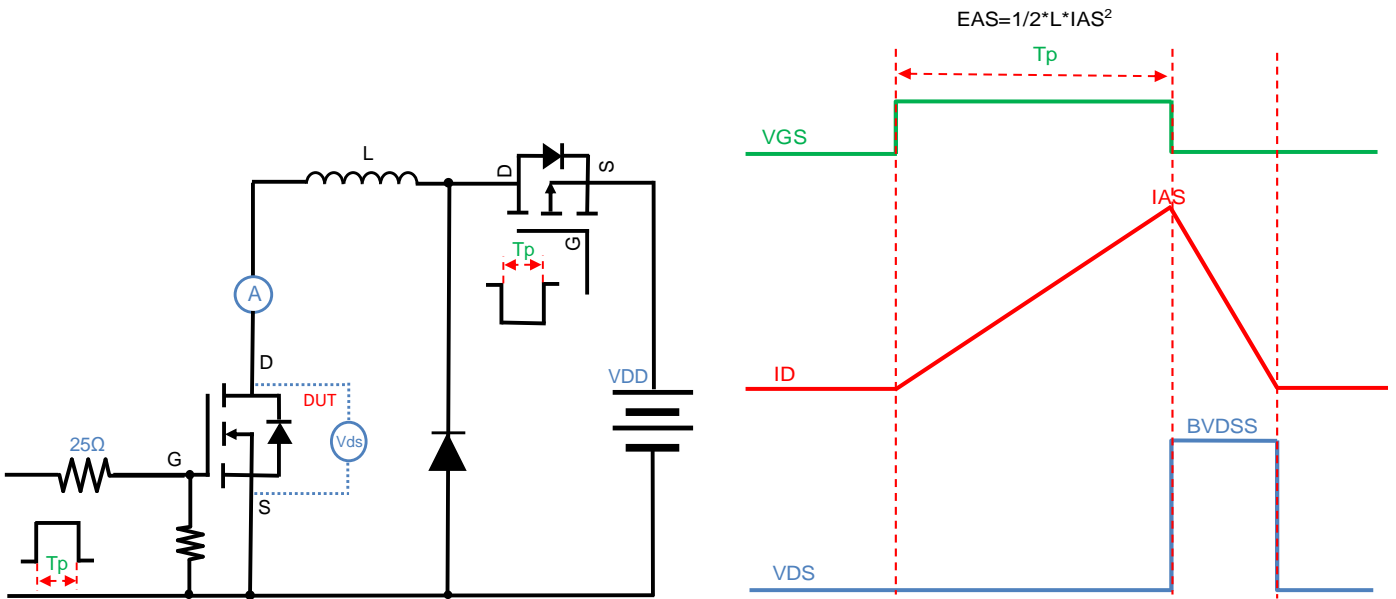 EAS=1/2*L*IAS²
Tp
VGS
L
D
S
G
Tp
IAS
A
D
DUT
VDD
ID
Vds
25Ω
G
S
BVDSS
Tp
VDS